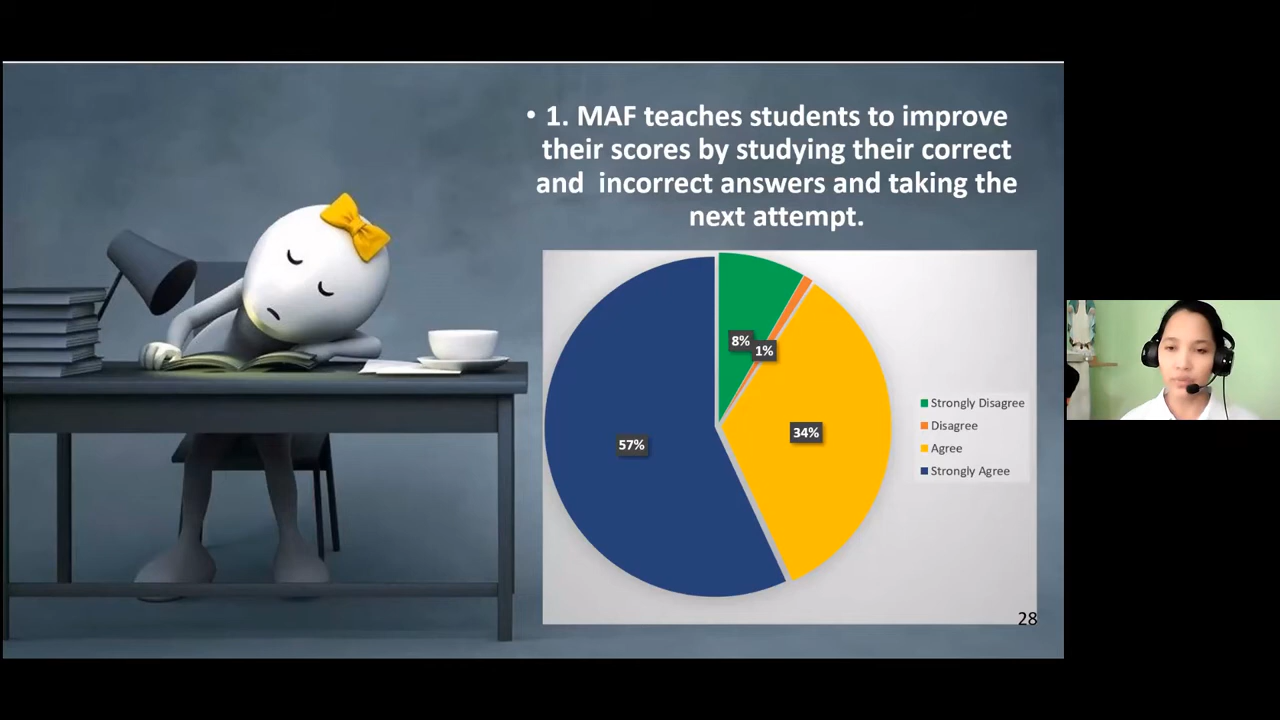 • 1. MAF teaches students to improve
their scores by studying their correct
and  incorrect answers and taking the
next attempt.
8%
1%
34%
57%
Strongly Disagree
Disagree
Agree
Strongly Agree
28